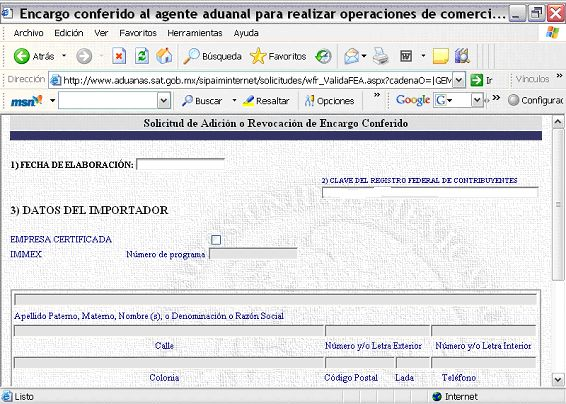 Encargo conferido al agente aduanal para realizar operaciones de comerci...
Archivo Edición Ver Favoritos Herramientas Ayuda
Atrás Búsqueda Favoritos
Dirección http://www.aduanas.sat.gob.mx/sipaiminternet/solicitudes/wfr_ValidaFEA.aspx?cadenaO=|GEM Ir Vínculos »
msn Buscar Resaltar Opciones » Google G » Configurac
Solicitud de Adición o Revocación de Encargo Conferido
1) FECHA DE ELABORACIÓN:
2) CLAVE DEL REGISTRO FEDERAL DE CONTRIBUYENTES
3) DATOS DEL IMPORTADOR
EMPRESA CERTIFICADA
IMMEX Número de programa
Apellido Paterno, Materno, Nombre (s), o Denominación o Razón Social
Calle Número y/o Letra Exterior Número y/o Letra Interior
Colonia Código Postal Lada Teléfono
Listo Internet